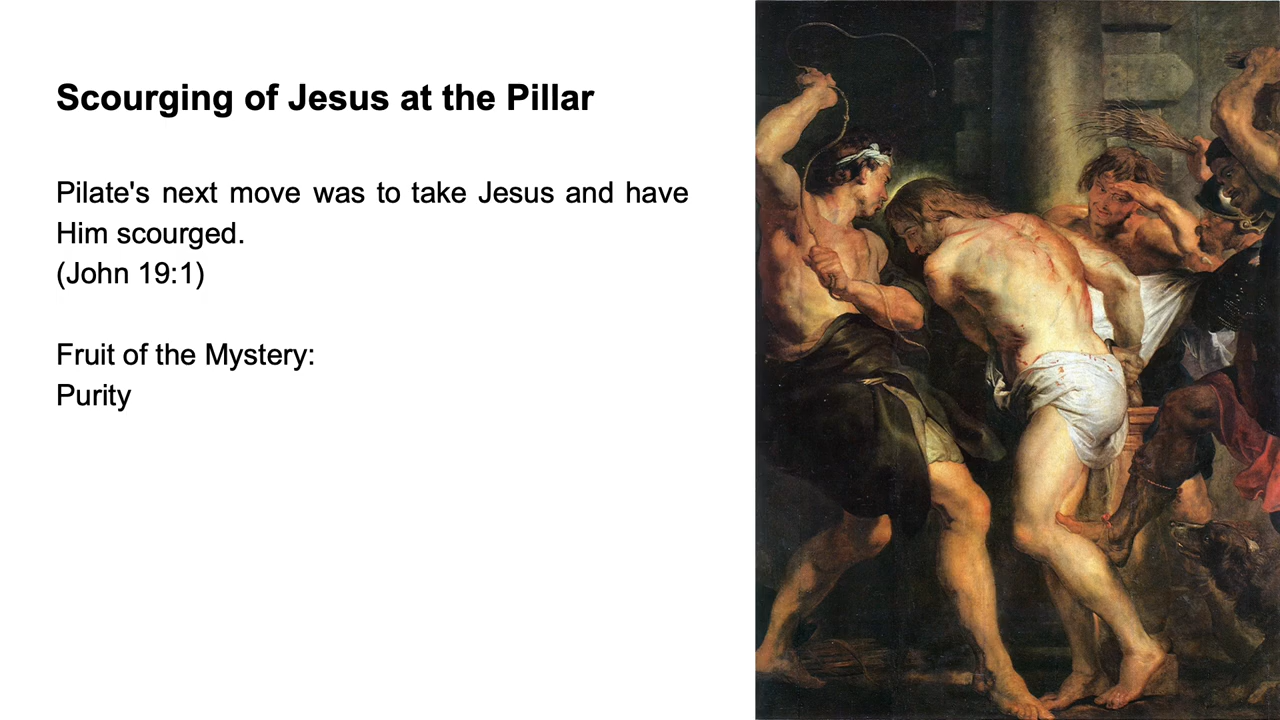 Scourging of Jesus at the Pillar
Pilate's next move was to take Jesus and have
Him scourged.
(John 19:1)
Fruit of the Mystery:
Purity